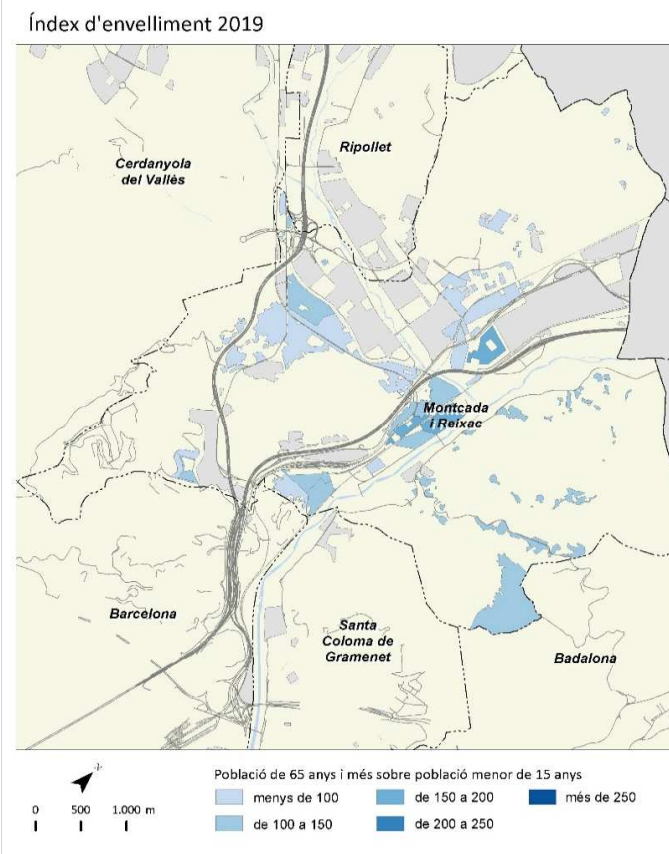 Índex d'envelliment 2019
Ripollet
Cerdanyola
del Vallès
Montcada
i Reixac
Barcelona
Santa
Coloma de
Gramenet
Badalona
Població de 65 anys i més sobre població menor de 15 anys
0 500 1.000 m
menys de 100
de 150 a 200
més de 250
de 100 a 150
de 200 a 250